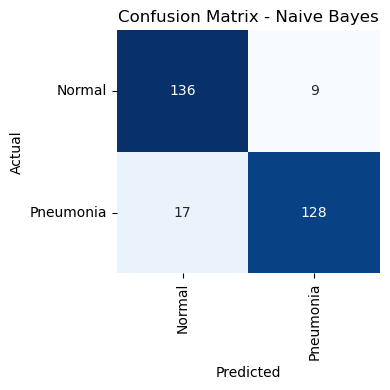 Confusion Matrix - Naive Bayes
Actual
Normal
136
9
Pneumonia
17
128
Normal
Pneumonia
Predicted